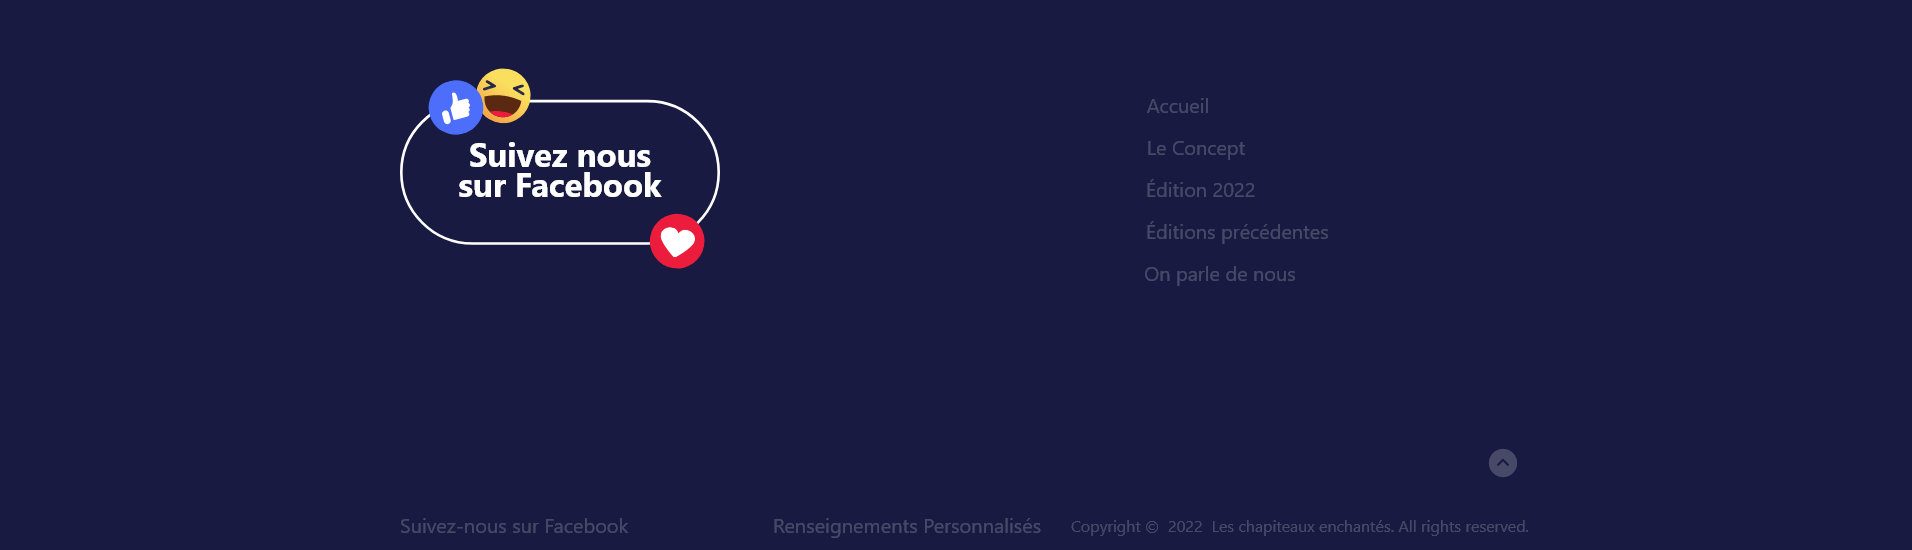 Suivez nous
sur Facebook
Accueil
Le Concept
Édition 2022
Éditions précédentes
On parle de nous
Suivez-nous sur Facebook
Renseignements Personnalisés
Copyright © 2022 Les chapiteaux enchantés. All rights reserved.